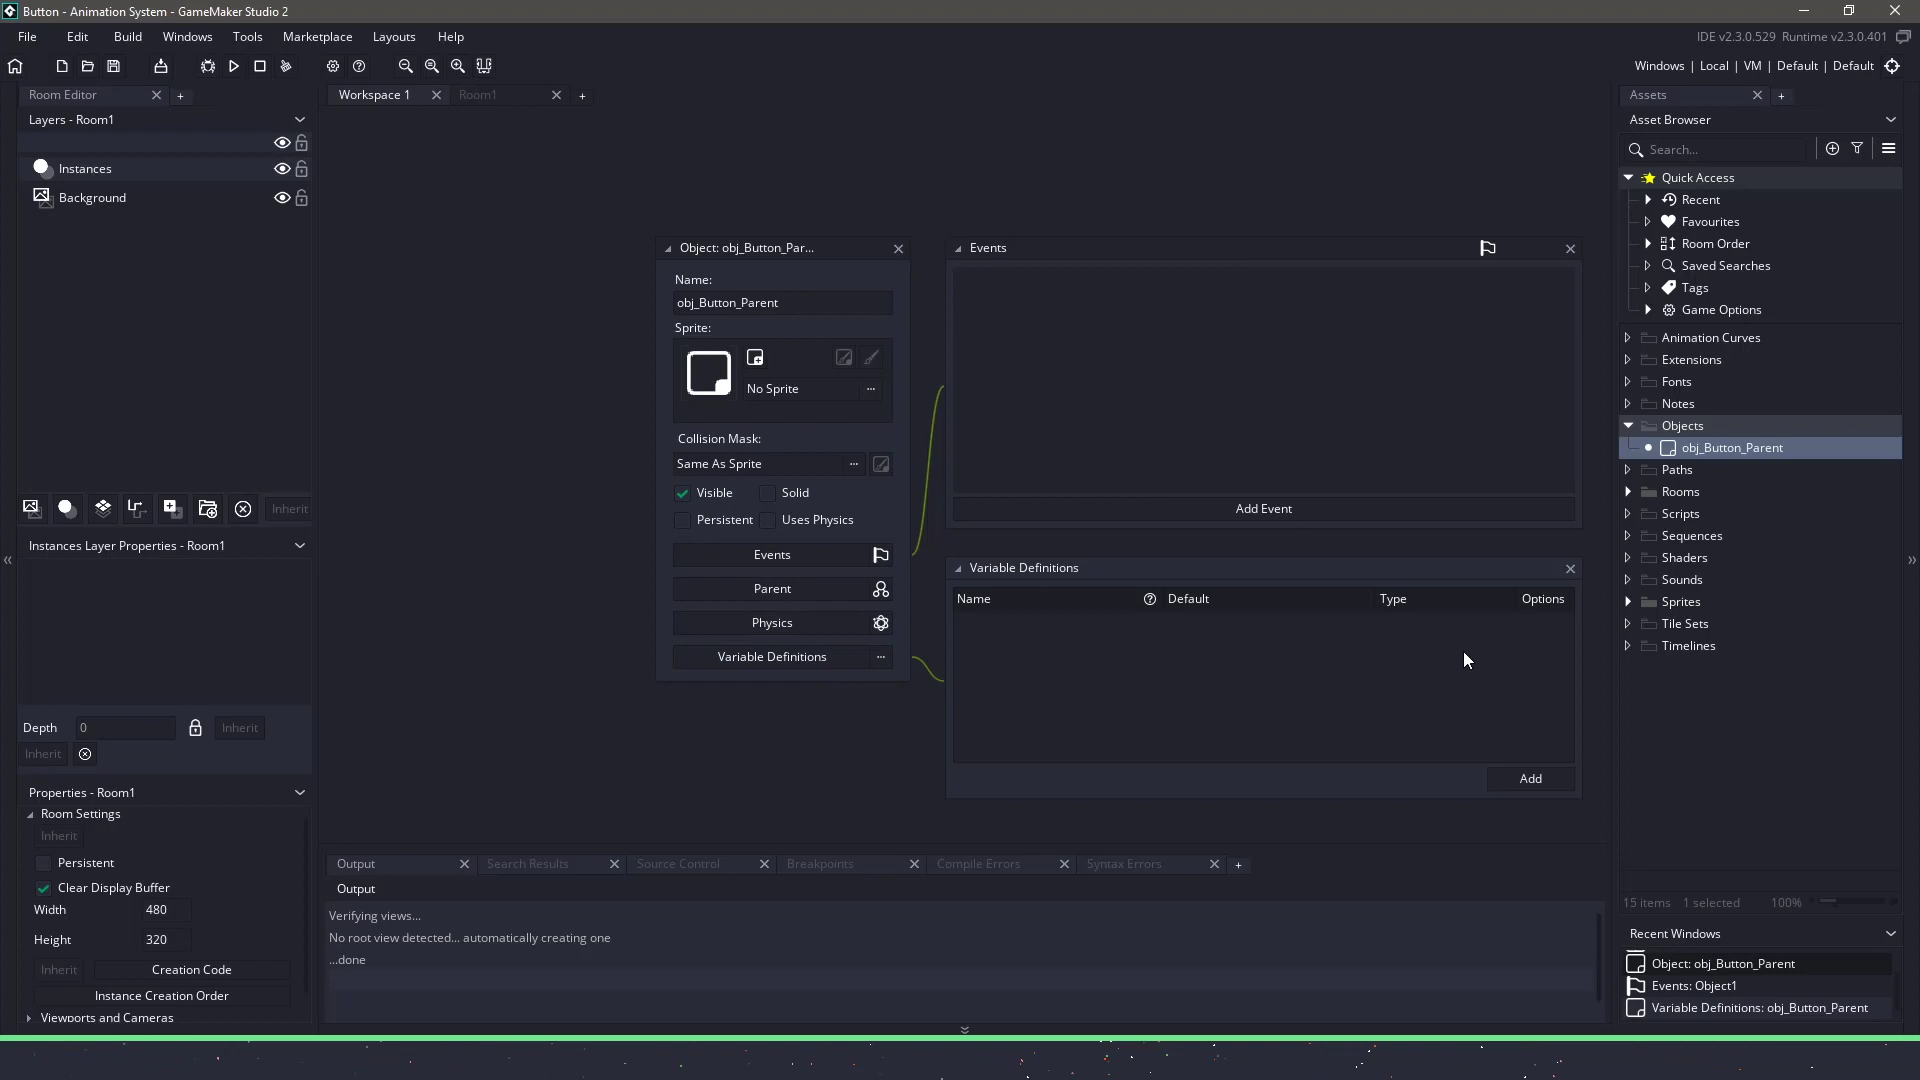 Button - Animation System - GameMaker Studio 2
File Edit Build Windows Tools Marketplace Layouts Help
IDE v2.3.0.529 Runtime v2.3.0.401
Windows | Local | VM | Default | Default
Room Editor
Layers - Room1
Instances
Background
Inherit
Instances Layer Properties - Room1
Depth 0 Inherit
Inherit
Properties - Room1
Room Settings
Inherit
Persistent
Clear Display Buffer
Width 480
Height 320
Inherit Creation Code
Instance Creation Order
Viewports and Cameras
Workspace 1 Room1
Object: obj_Button_Par...
Name:
obj_Button_Parent
Sprite:
No Sprite
Collision Mask:
Same As Sprite
Visible Solid
Persistent Uses Physics
Events
Parent
Physics
Variable Definitions
Events
Add Event
Variable Definitions
Name Default Type Options
Add
Output Search Results Source Control Breakpoints Compile Errors Syntax Errors
Output
Verifying views...
No root view detected... automatically creating one
...done
Assets
Asset Browser
Search...
Quick Access
Recent
Favourites
Room Order
Saved Searches
Tags
Game Options
Animation Curves
Extensions
Fonts
Notes
Objects
obj_Button_Parent
Paths
Rooms
Scripts
Sequences
Shaders
Sounds
Sprites
Tile Sets
Timelines
15 items 1 selected 100%
Recent Windows
Object: obj_Button_Parent
Events: Object1
Variable Definitions: obj_Button_Parent